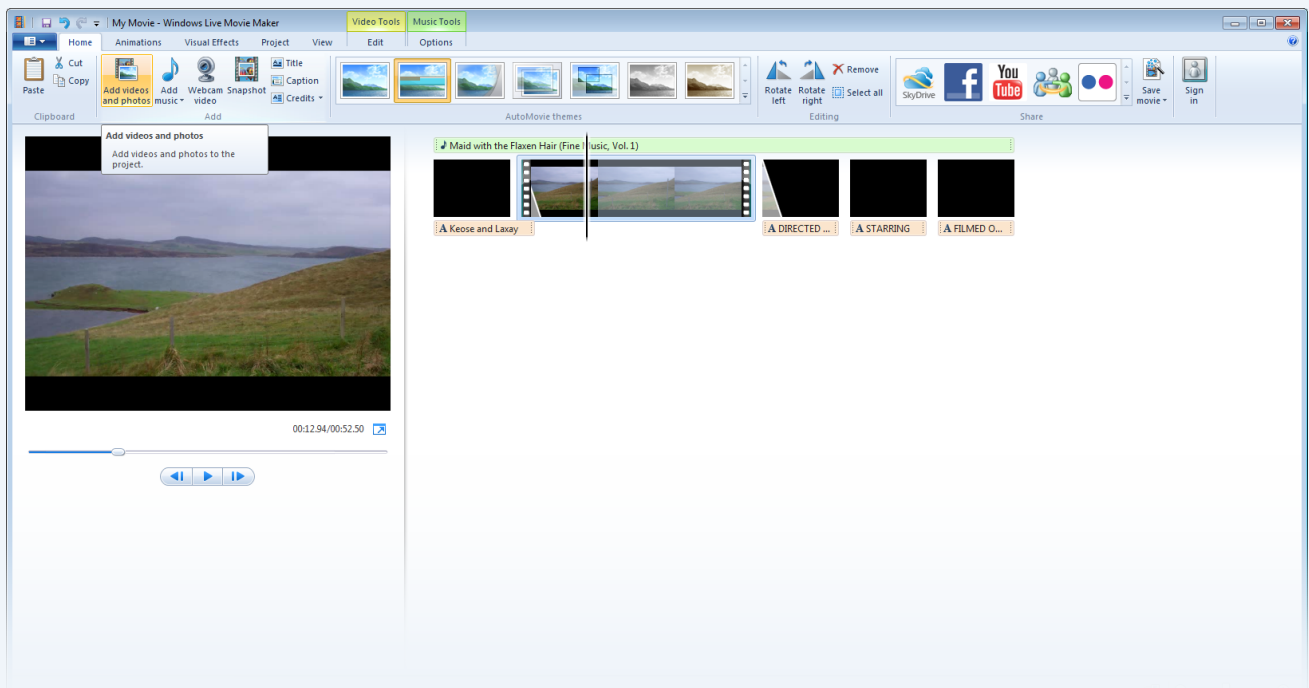 My Movie - Windows Live Movie Maker
Video Tools
Music Tools
Home
Animations
Visual Effects
Project
View
Edit
Options
Paste
Cut
Copy
Clipboard
Add videos
and photos
Add
music
Webcam
video
Snapshot
Title
Caption
Credits
Add
AutoMovie themes
Rotate
left
Rotate
right
Remove
Select all
Editing
SkyDrive
f
You
Tube
Share
Save
movie
Sign
in
Add videos and photos
Add videos and photos to the
project.
Maid with the Flaxen Hair (Fine Music, Vol. 1)
A Keose and Laxay
A DIRECTED ...
A STARRING
A FILMED O...
00:12.94/00:52.50